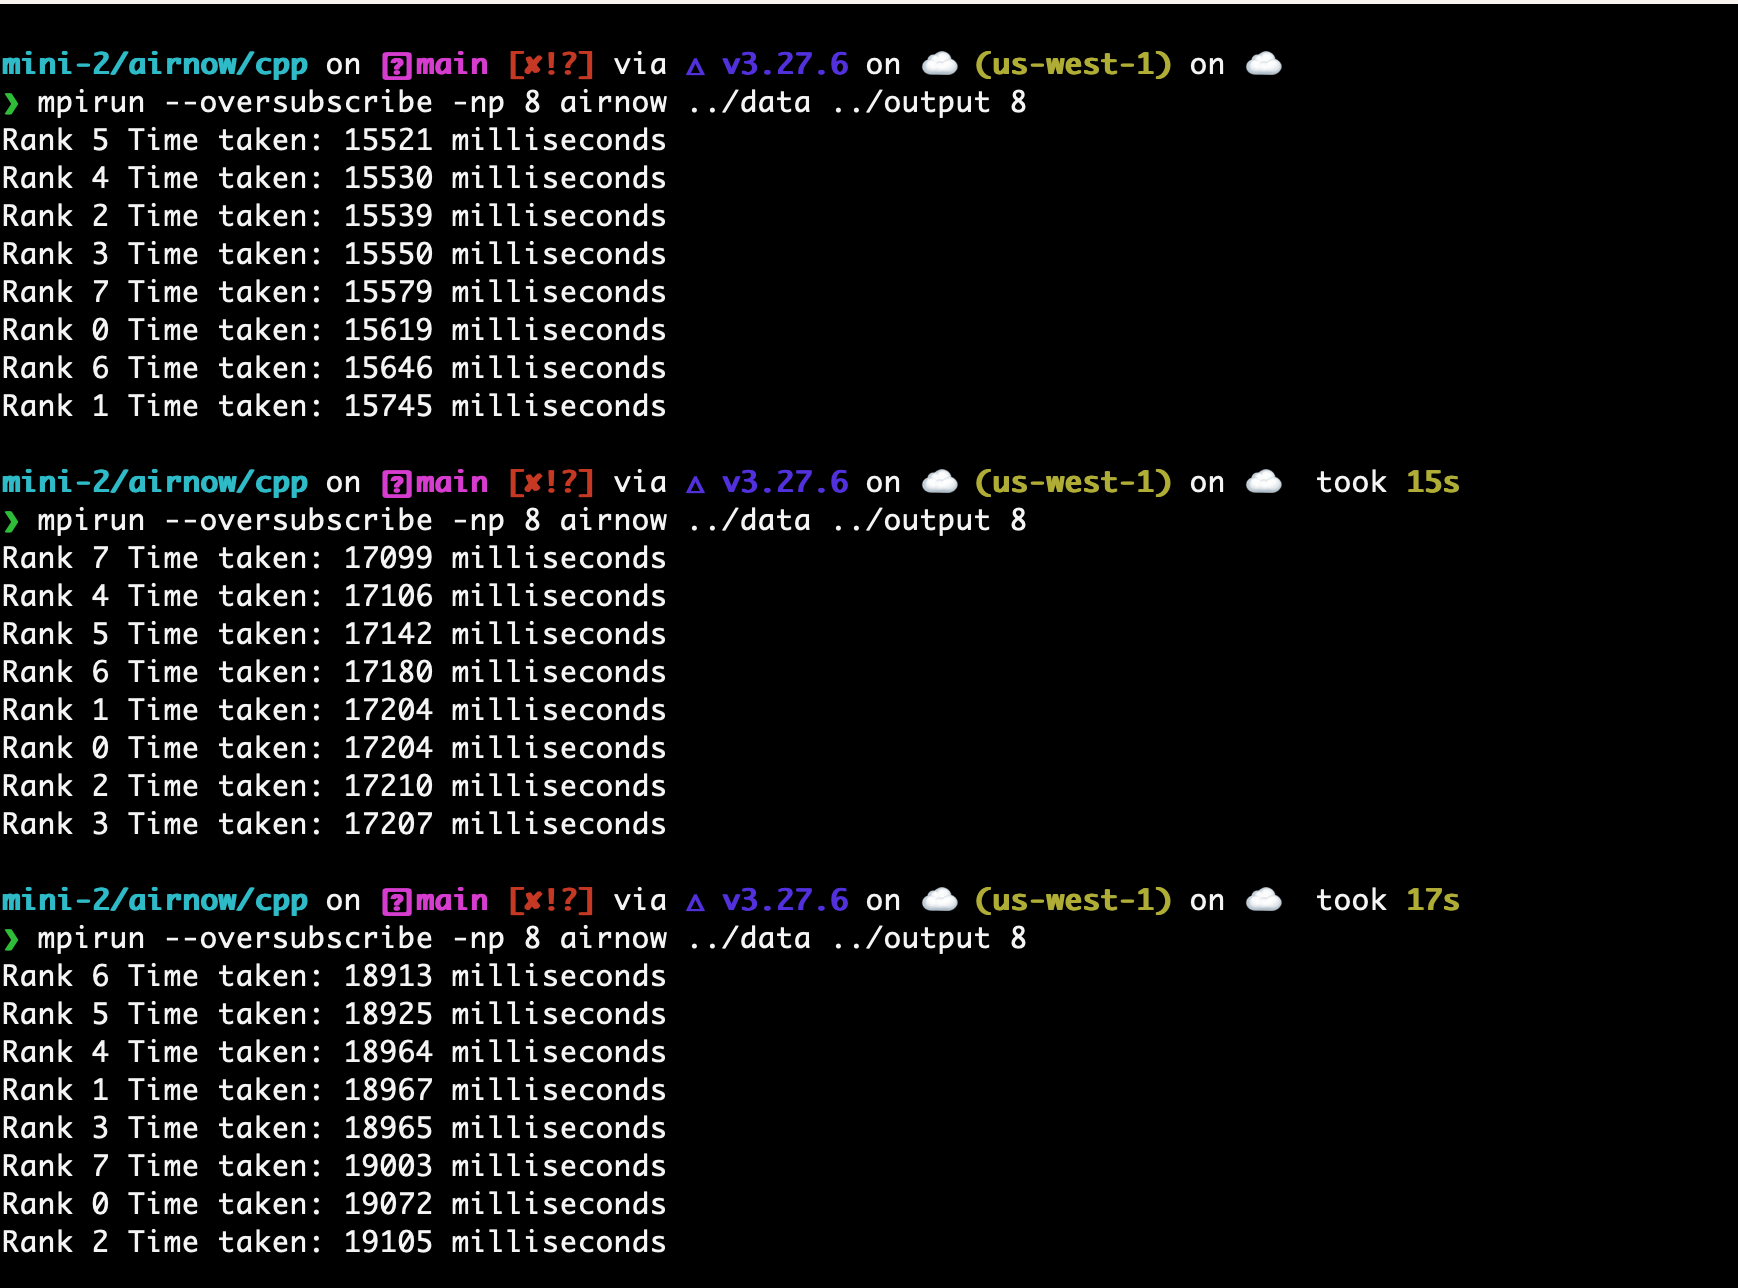 mini-2/airnow/cpp on [?]main [✘!?] via △ v3.27.6 on ☁️ (us-west-1) on ☁️
❯ mpirun --oversubscribe -np 8 airnow ../data ../output 8
Rank 5 Time taken: 15521 milliseconds
Rank 4 Time taken: 15530 milliseconds
Rank 2 Time taken: 15539 milliseconds
Rank 3 Time taken: 15550 milliseconds
Rank 7 Time taken: 15579 milliseconds
Rank 0 Time taken: 15619 milliseconds
Rank 6 Time taken: 15646 milliseconds
Rank 1 Time taken: 15745 milliseconds
mini-2/airnow/cpp on [?]main [✘!?] via △ v3.27.6 on ☁️ (us-west-1) on ☁️ took 15s
❯ mpirun --oversubscribe -np 8 airnow ../data ../output 8
Rank 7 Time taken: 17099 milliseconds
Rank 4 Time taken: 17106 milliseconds
Rank 5 Time taken: 17142 milliseconds
Rank 6 Time taken: 17180 milliseconds
Rank 1 Time taken: 17204 milliseconds
Rank 0 Time taken: 17204 milliseconds
Rank 2 Time taken: 17210 milliseconds
Rank 3 Time taken: 17207 milliseconds
mini-2/airnow/cpp on [?]main [✘!?] via △ v3.27.6 on ☁️ (us-west-1) on ☁️ took 17s
❯ mpirun --oversubscribe -np 8 airnow ../data ../output 8
Rank 6 Time taken: 18913 milliseconds
Rank 5 Time taken: 18925 milliseconds
Rank 4 Time taken: 18964 milliseconds
Rank 1 Time taken: 18967 milliseconds
Rank 3 Time taken: 18965 milliseconds
Rank 7 Time taken: 19003 milliseconds
Rank 0 Time taken: 19072 milliseconds
Rank 2 Time taken: 19105 milliseconds